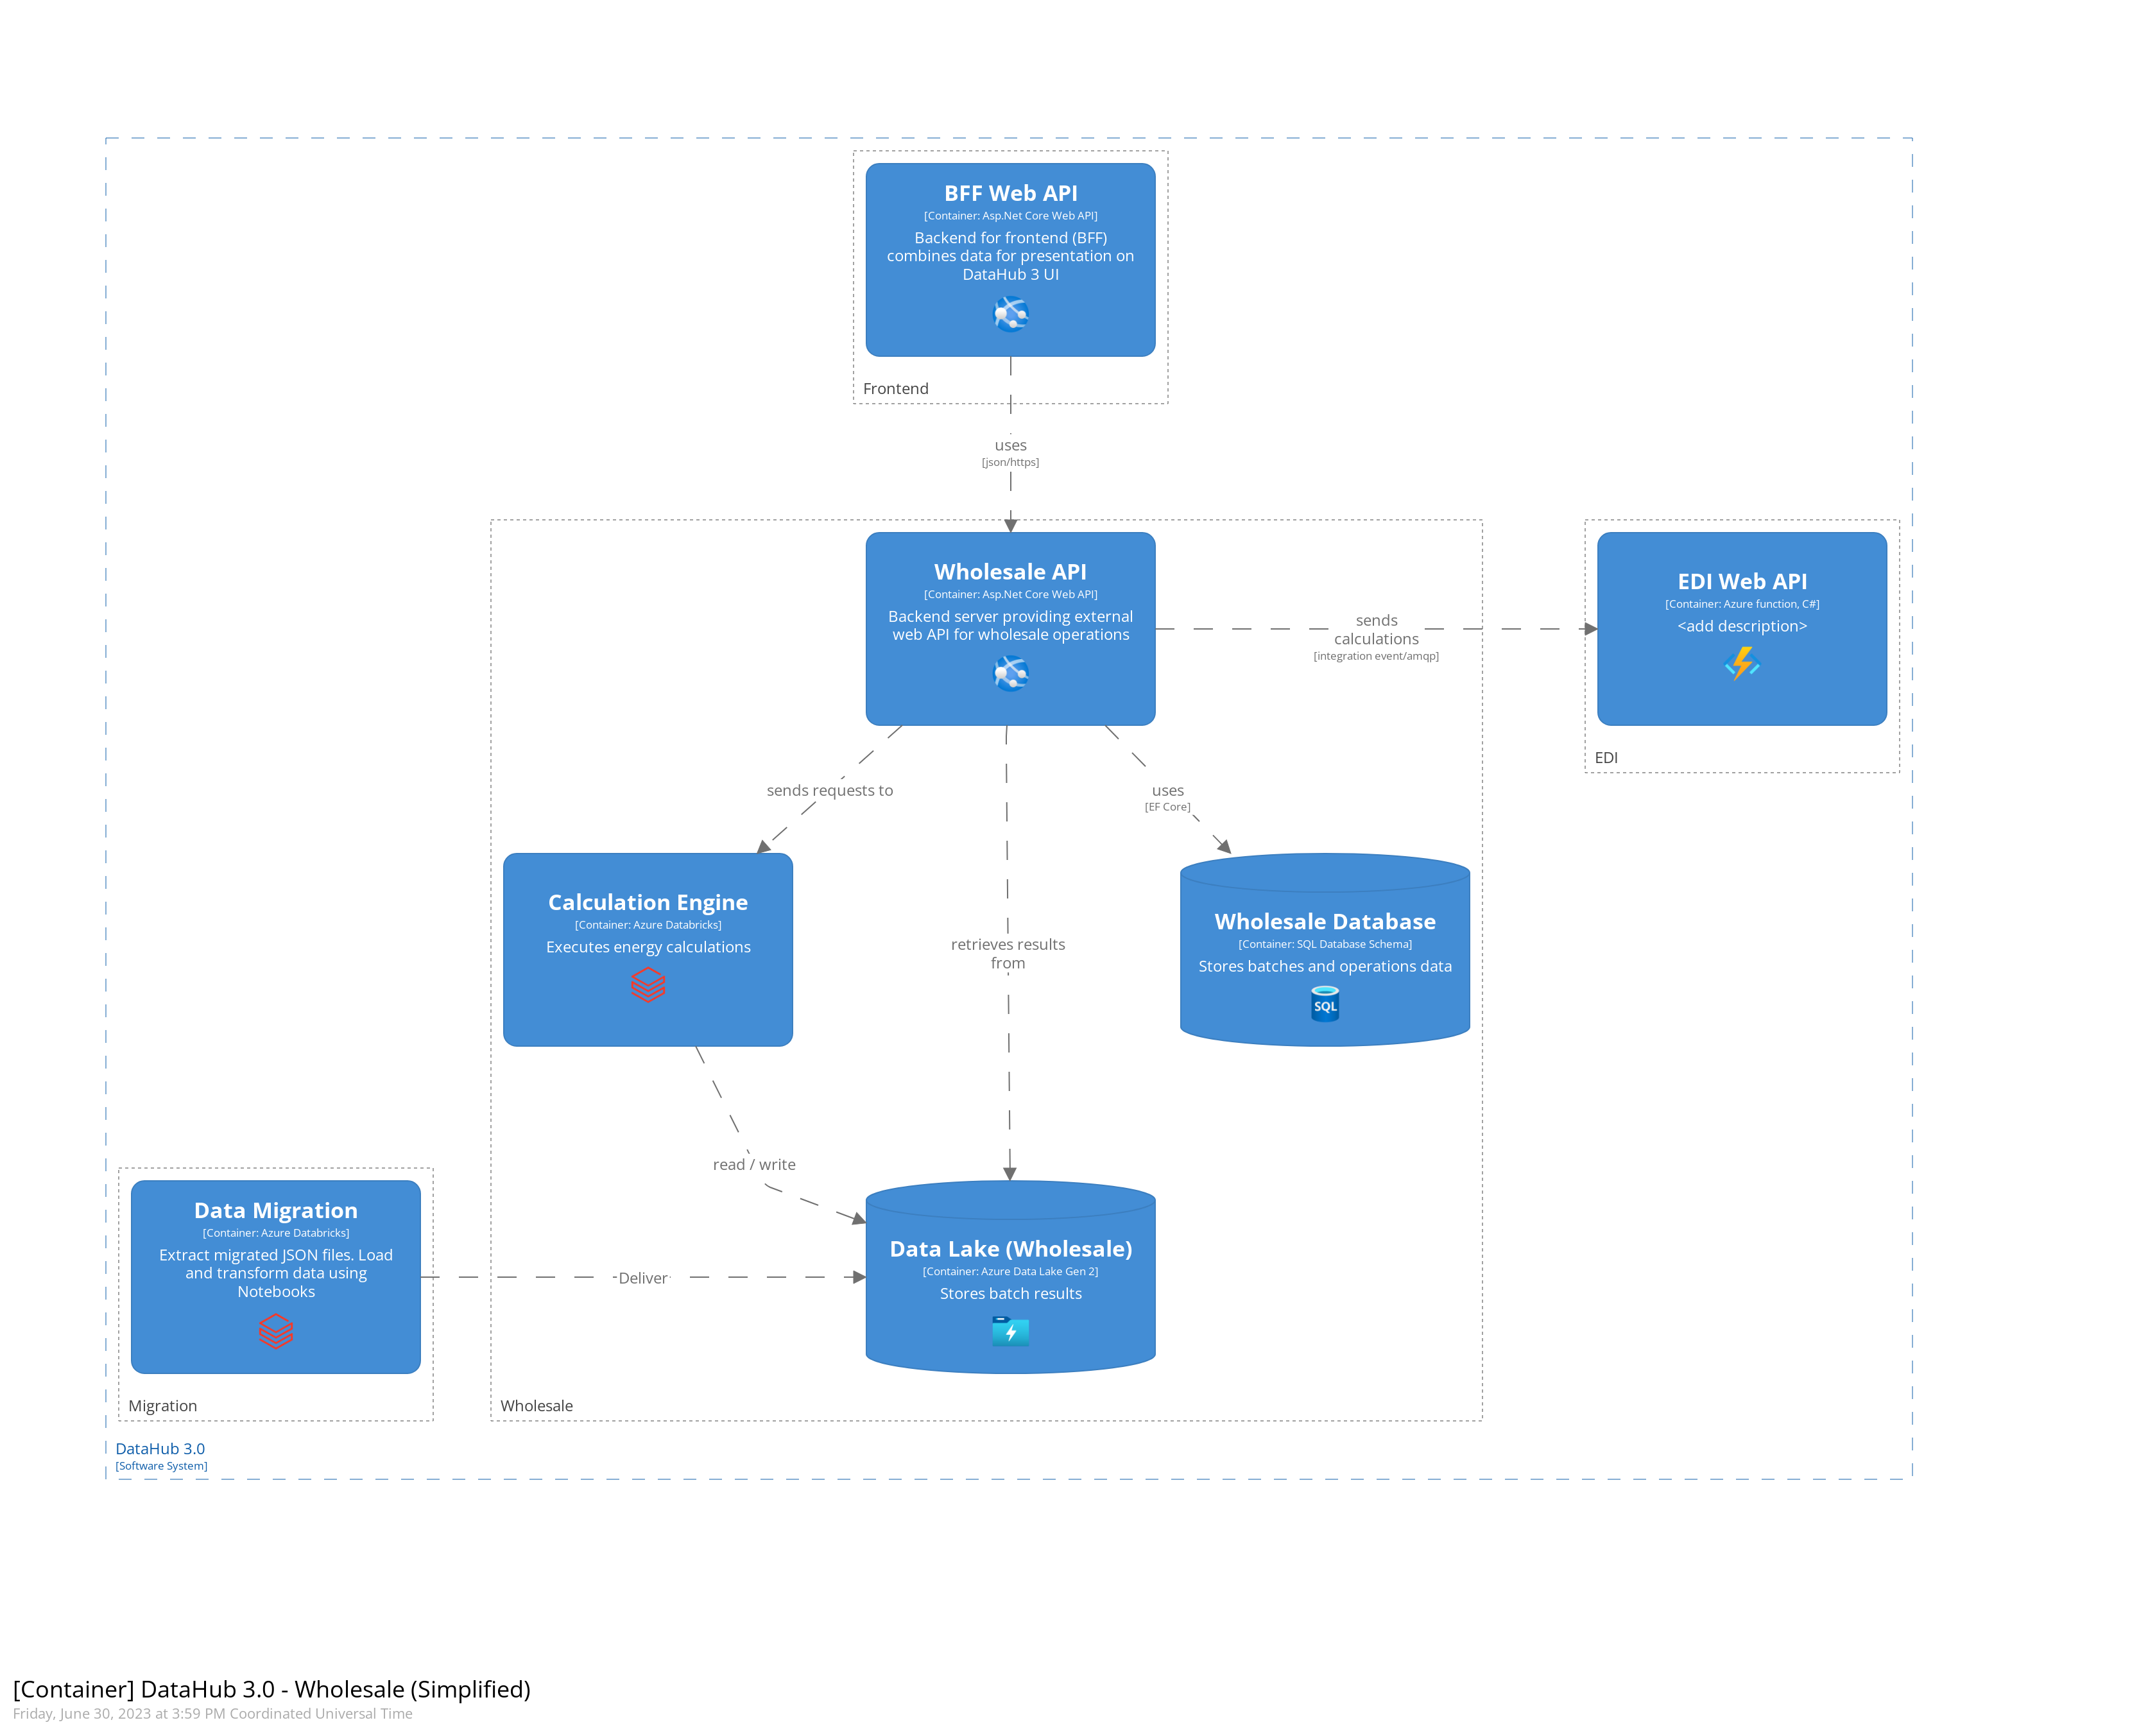 BFF Web API
[Container: Asp.Net Core Web API]
Backend for frontend (BFF)
combines data for presentation on
DataHub 3 UI
Frontend
uses
[json/https]
Wholesale API
[Container: Asp.Net Core Web API]
Backend server providing external
web API for wholesale operations
sends
calculations
[integration event/amqp]
EDI Web API
[Container: Azure function, C#]
<add description>
EDI
sends requests to
uses
[EF Core]
Calculation Engine
[Container: Azure Databricks]
Executes energy calculations
retrieves results
from
Wholesale Database
[Container: SQL Database Schema]
Stores batches and operations data
SQL
read / write
Data Migration
[Container: Azure Databricks]
Extract migrated JSON files. Load
and transform data using
Notebooks
Migration
Deliver
Data Lake (Wholesale)
[Container: Azure Data Lake Gen 2]
Stores batch results
Wholesale
DataHub 3.0
[Software System]
[Container] DataHub 3.0 - Wholesale (Simplified)
Friday, June 30, 2023 at 3:59 PM Coordinated Universal Time